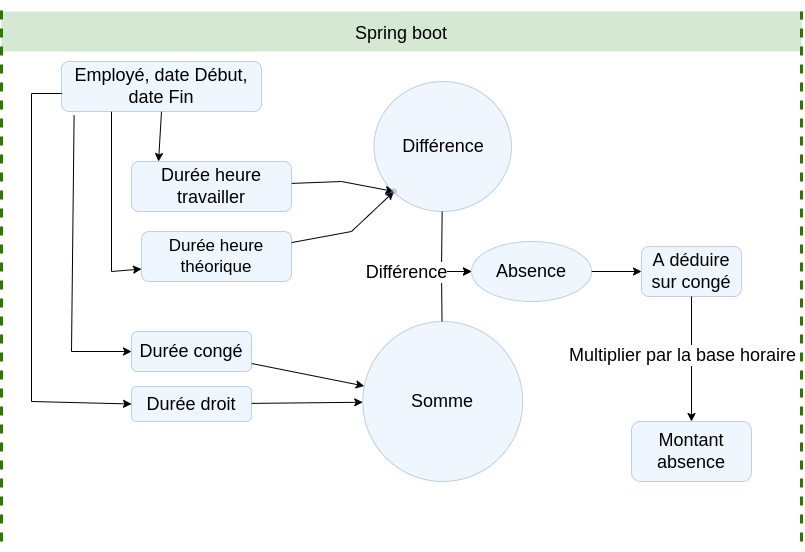 Spring boot
Employé, date Début,
date Fin
Différence
Durée heure
travailler
Durée heure
théorique
Différence
Absence
A déduire
sur congé
Durée congé
Multiplier par la base horaire
Durée droit
Somme
Montant
absence